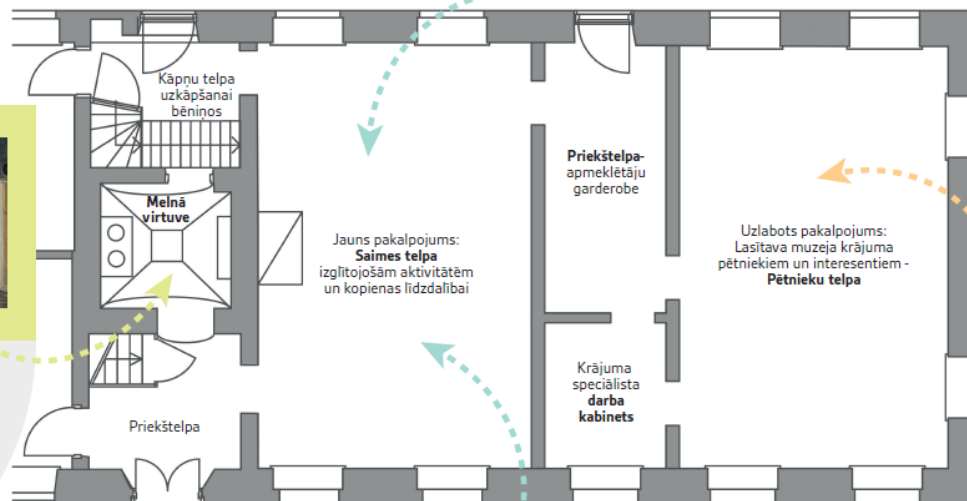 Kāpņu telpa
uzkāpšanai
bēniņos
Melnā
virtuve
Priekštelpa
Jauns pakalpojums:
Saimes telpa
izglītojošām aktivitātēm
un kopienas līdzdalībai
Priekštelpa-
apmeklētāju
garderobe
Krājuma
speciālista
darba
kabinets
Uzlabots pakalpojums:
Lasītava muzeja krājuma
pētniekiem un interesentiem -
Pētnieku telpa